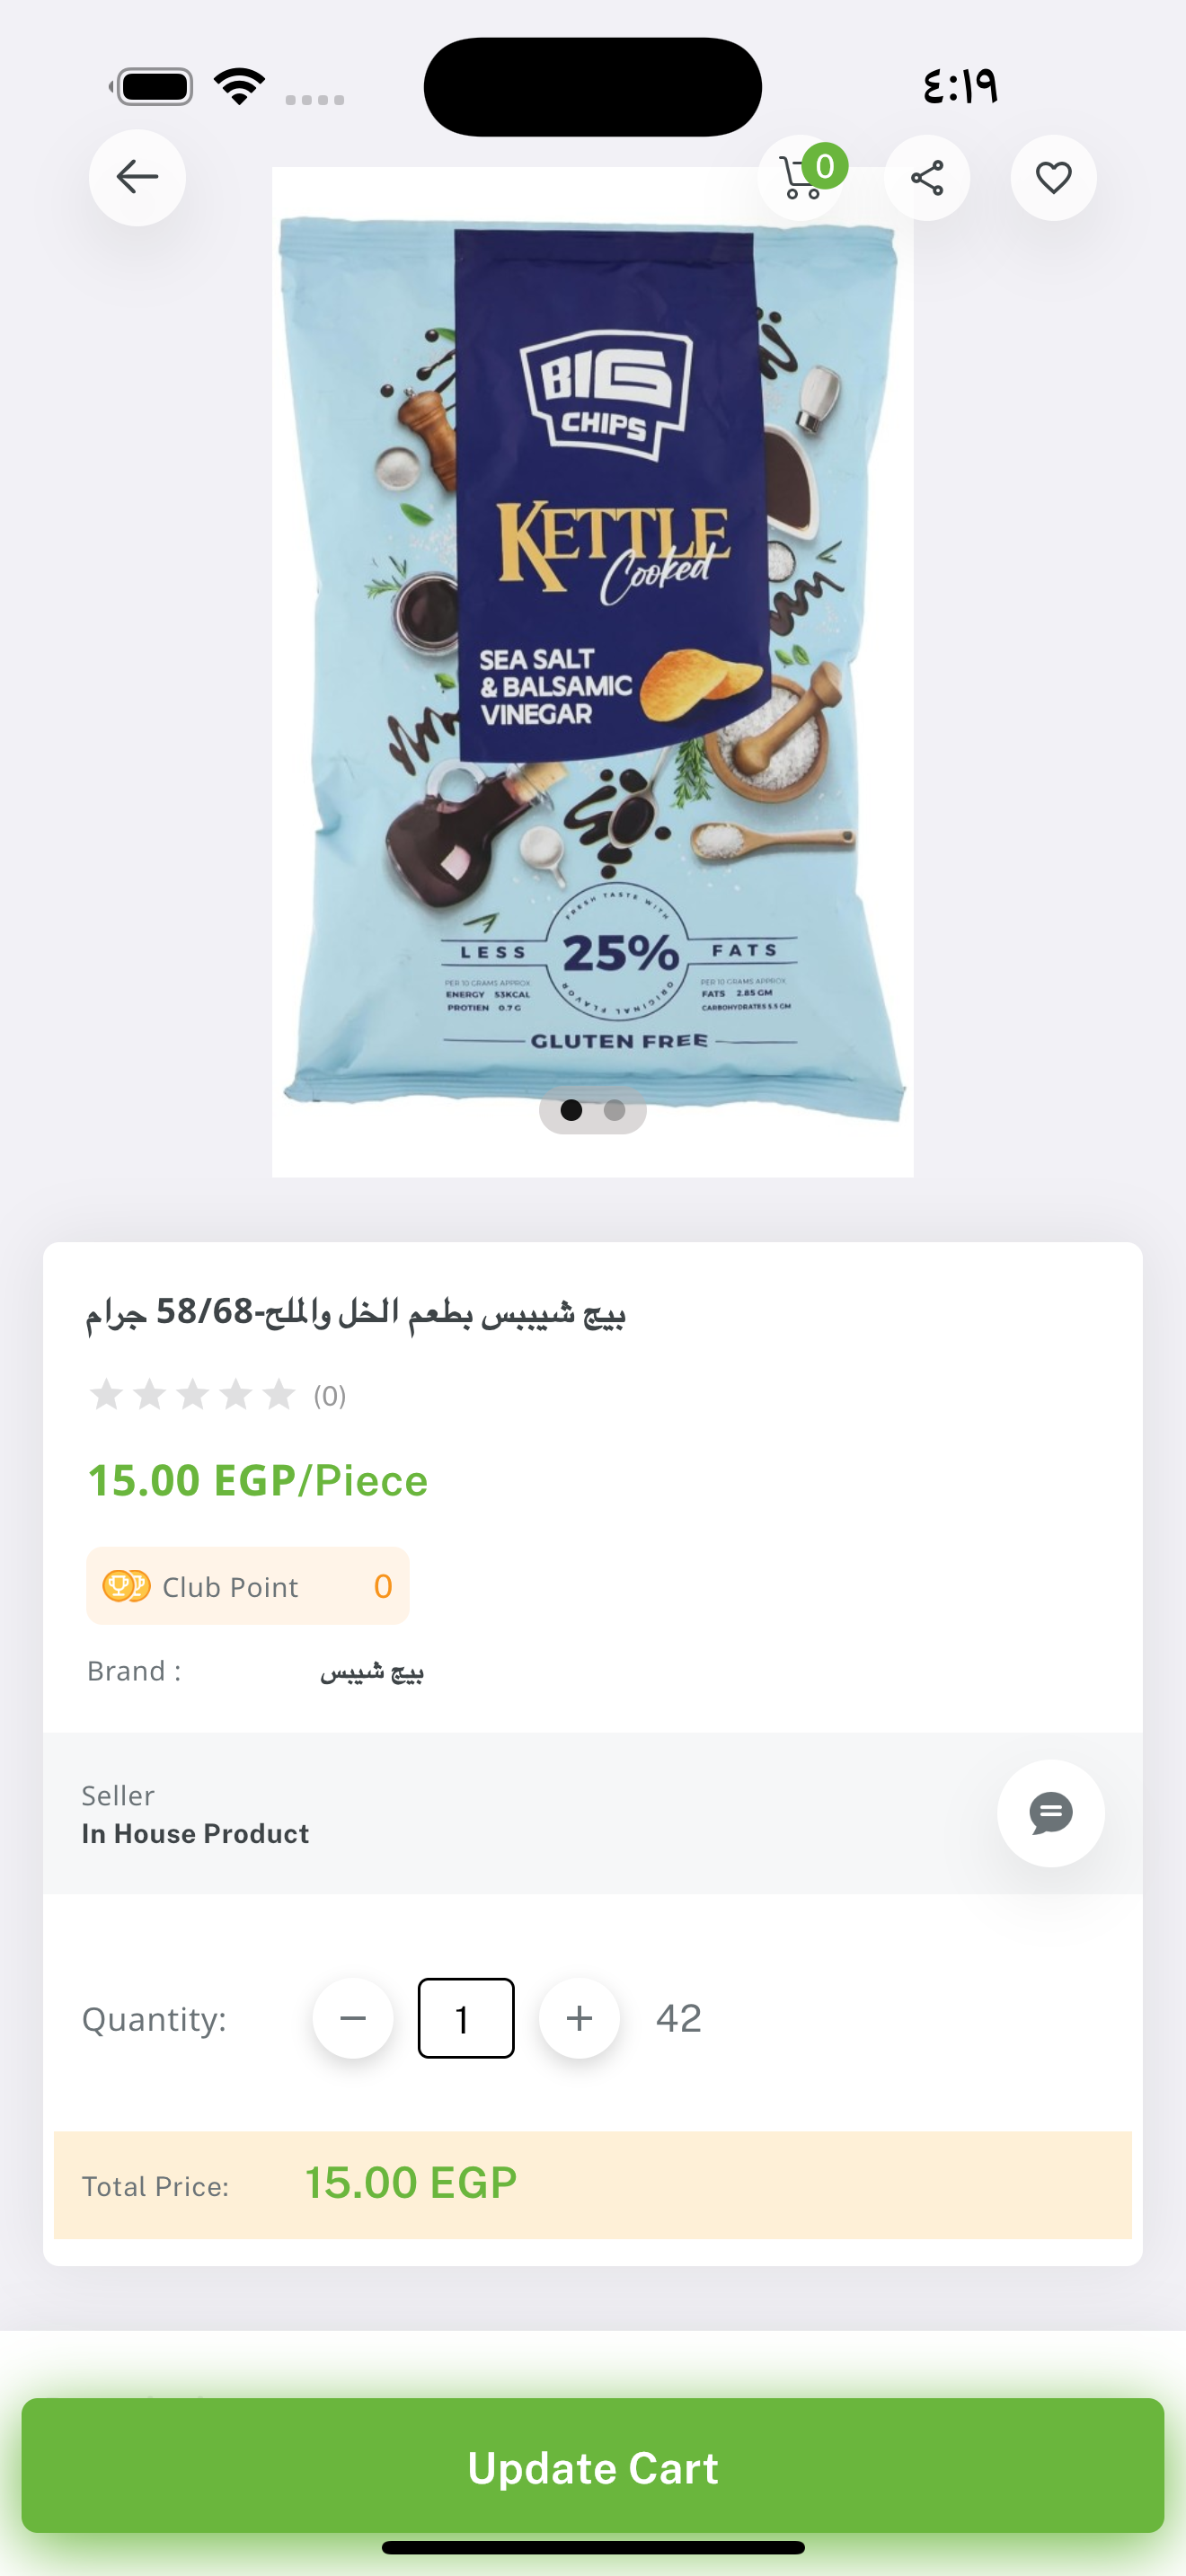 ٤:١٩
0
BIG
CHIPS
KETTLE
Cooked
SEA SALT
& BALSAMIC
VINEGAR
FRESH TASTE WITH
LESS 25% FATS
ORIGINAL FLAVOR
PER 10 GRAMS APPROX
ENERGY 53KCAL
PROTIEN 0.7 G
PER 10 GRAMS APPROX
FATS 2.85 GM
CARBOHYDRATES 5.5 GM
GLUTEN FREE
بيج شيببس بطعم الخل والملح-58/68 جرام
(0)
15.00 EGP/Piece
Club Point 0
Brand : بيج شيبس
Seller
In House Product
Quantity: 1 42
Total Price: 15.00 EGP
Update Cart